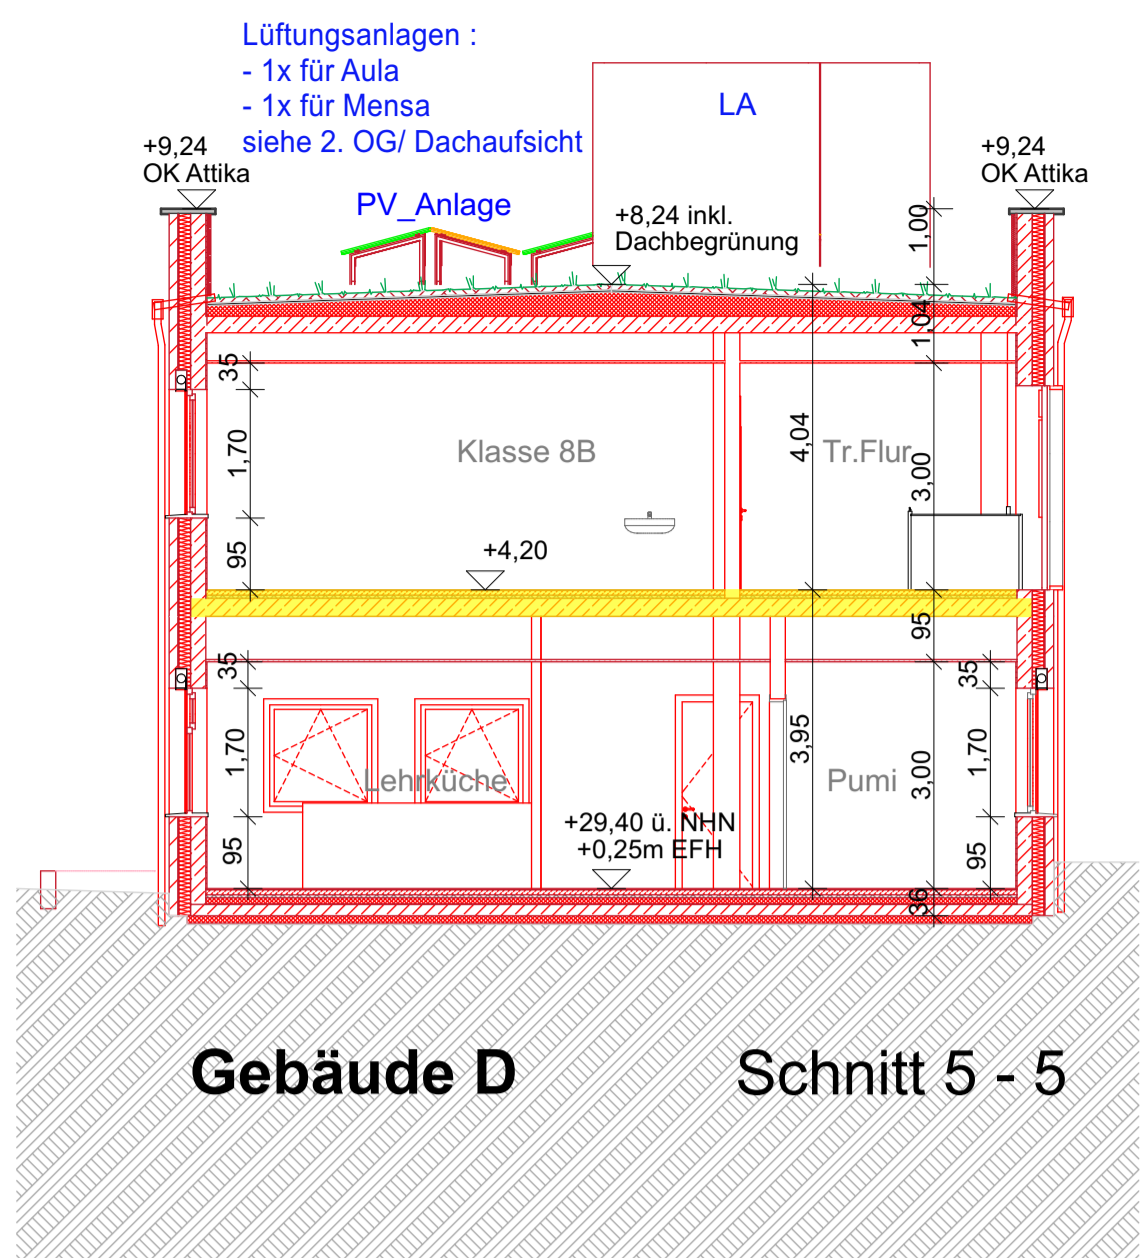 Lüftungsanlagen :
- 1x für Aula
- 1x für Mensa
siehe 2. OG/ Dachaufsicht
LA
+9,24
OK Attika
+9,24
OK Attika
PV_Anlage
+8,24 inkl.
Dachbegrünung
1,00
1,04
35
1,70
95
Klasse 8B
4,04
Tr.Flur
3,00
+4,20
95
35
1,70
95
Lehrküche
3,95
Pumi
3,00
35
1,70
95
+29,40 ü. NHN
+0,25m EFH
36
Gebäude D
Schnitt 5 - 5